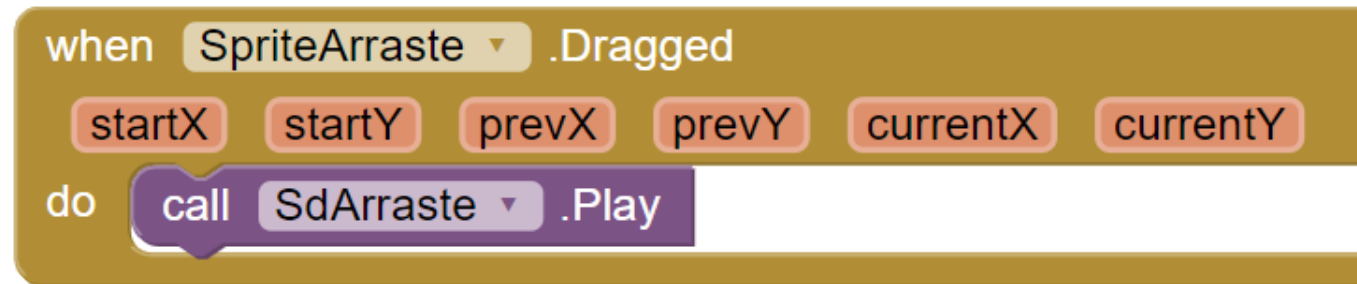 when SpriteArraste .Dragged
startX startY prevX prevY currentX currentY
do call SdArraste .Play